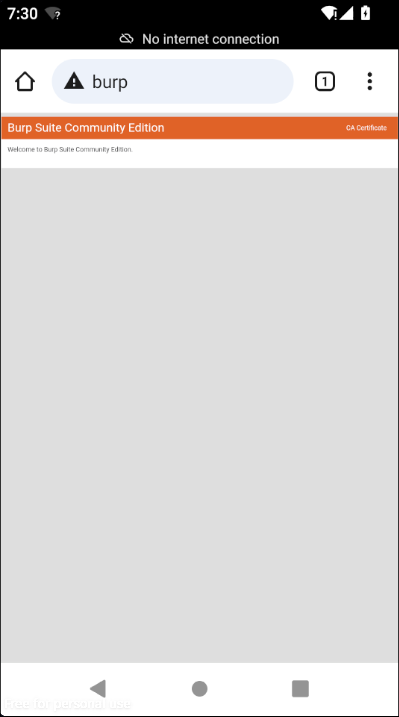 7:30
No internet connection
burp
1
Burp Suite Community Edition
CA Certificate
Welcome to Burp Suite Community Edition.
Free for personal use